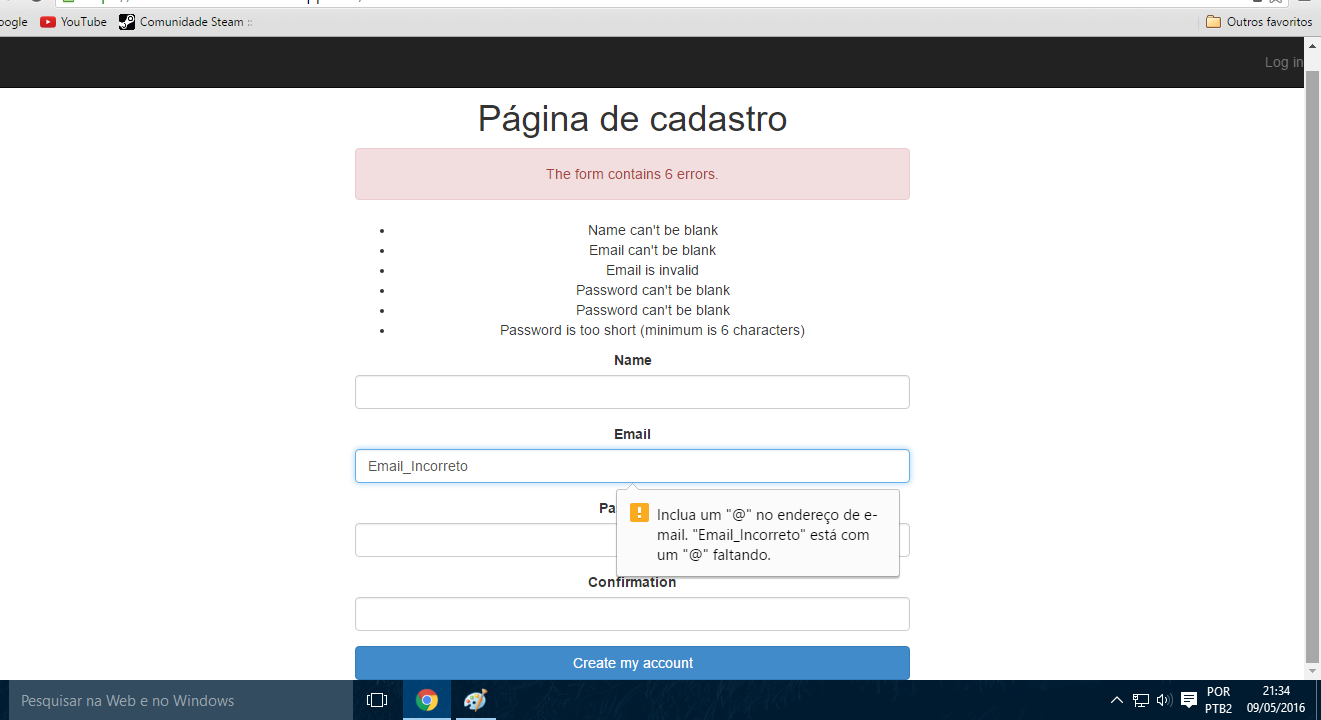 oogle YouTube Comunidade Steam :: Outros favoritos
Log in
Página de cadastro
The form contains 6 errors.
Name can't be blank
Email can't be blank
Email is invalid
Password can't be blank
Password can't be blank
Password is too short (minimum is 6 characters)
Name
Email
Email_Incorreto
Pa
Inclua um "@" no endereço de e-
mail. "Email_Incorreto" está com
um "@" faltando.
Confirmation
Create my account
Pesquisar na Web e no Windows
POR
PTB2
21:34
09/05/2016